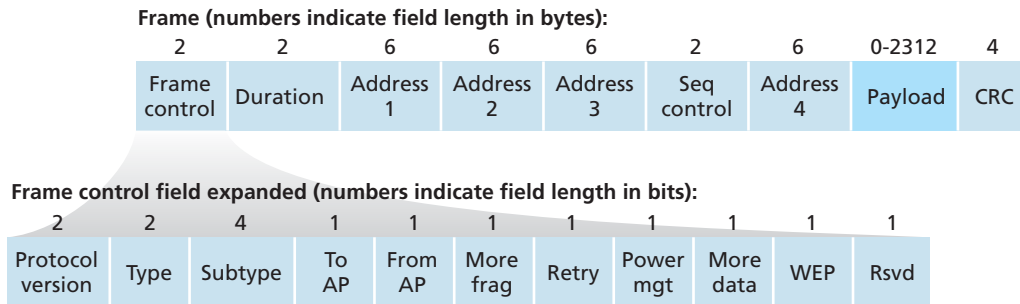 Frame (numbers indicate field length in bytes):
2 2 6 6 6 2 6 0-2312 4
Frame control Duration Address 1 Address 2 Address 3 Seq control Address 4 Payload CRC
Frame control field expanded (numbers indicate field length in bits):
2 2 4 1 1 1 1 1 1 1 1
Protocol version Type Subtype To AP From AP More frag Retry Power mgt More data WEP Rsvd